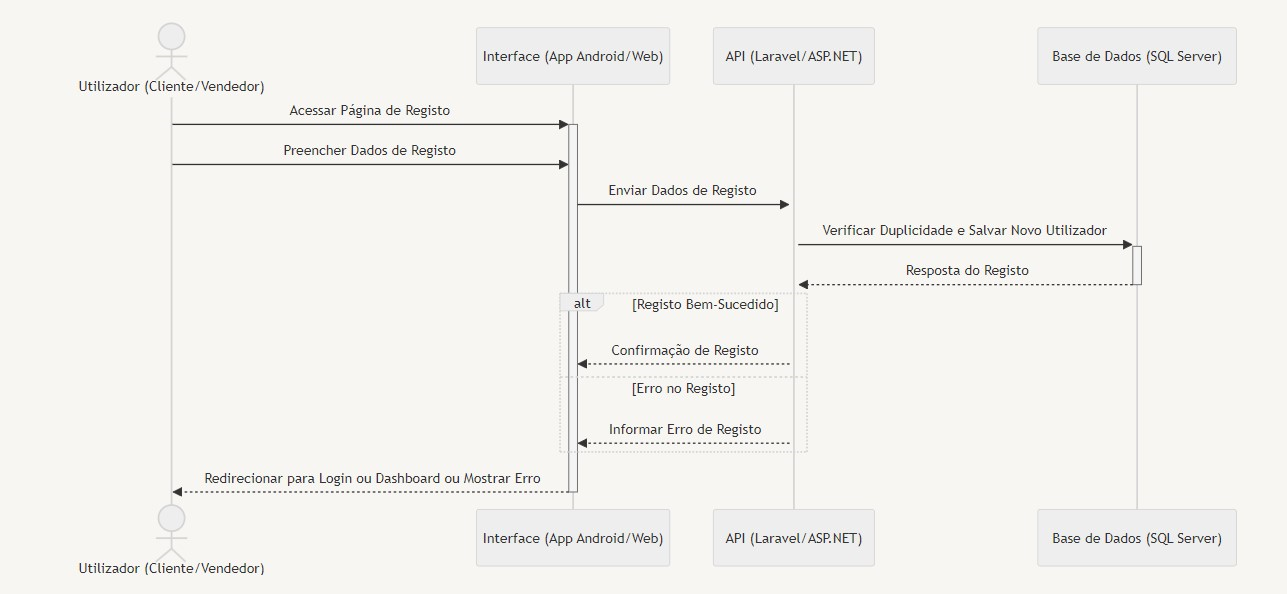 Utilizador (Cliente/Vendedor)
Interface (App Android/Web)
API (Laravel/ASP.NET)
Base de Dados (SQL Server)
Acessar Página de Registo
Preencher Dados de Registo
Enviar Dados de Registo
Verificar Duplicidade e Salvar Novo Utilizador
Resposta do Registo
alt
[Registo Bem-Sucedido]
Confirmação de Registo
[Erro no Registo]
Informar Erro de Registo
Redirecionar para Login ou Dashboard ou Mostrar Erro
Utilizador (Cliente/Vendedor)
Interface (App Android/Web)
API (Laravel/ASP.NET)
Base de Dados (SQL Server)